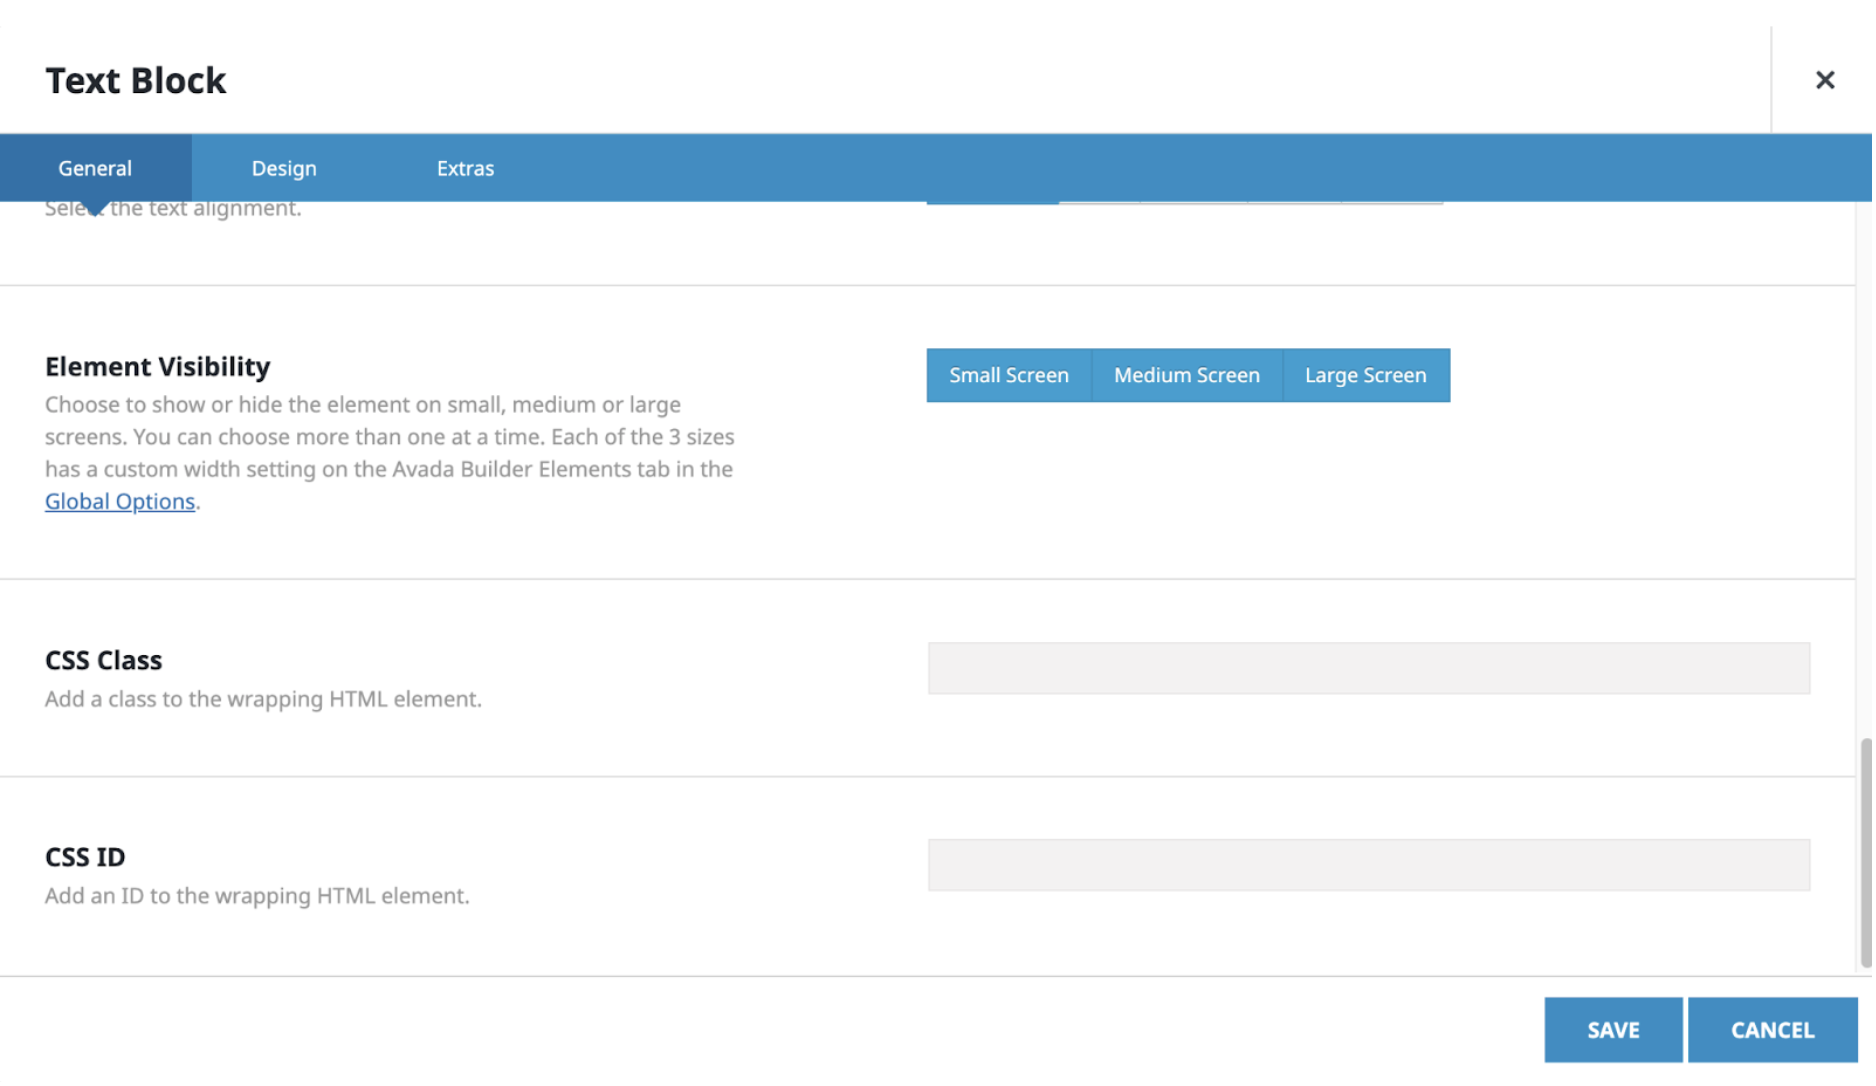 Text Block
General
Design
Extras
Select the text alignment.
Element Visibility
Choose to show or hide the element on small, medium or large
screens. You can choose more than one at a time. Each of the 3 sizes
has a custom width setting on the Avada Builder Elements tab in the
Global Options.
Small Screen
Medium Screen
Large Screen
CSS Class
Add a class to the wrapping HTML element.
CSS ID
Add an ID to the wrapping HTML element.
SAVE
CANCEL